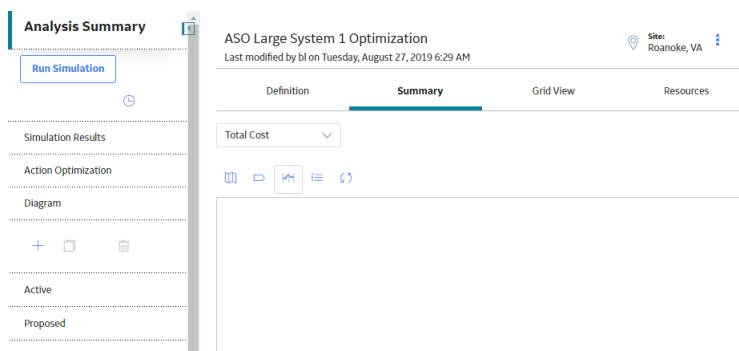 Analysis Summary
Run Simulation
Simulation Results
Action Optimization
Diagram
Active
Proposed
ASO Large System 1 Optimization
Last modified by bl on Tuesday, August 27, 2019 6:29 AM
Site:
Roanoke, VA
Definition
Summary
Grid View
Resources
Total Cost